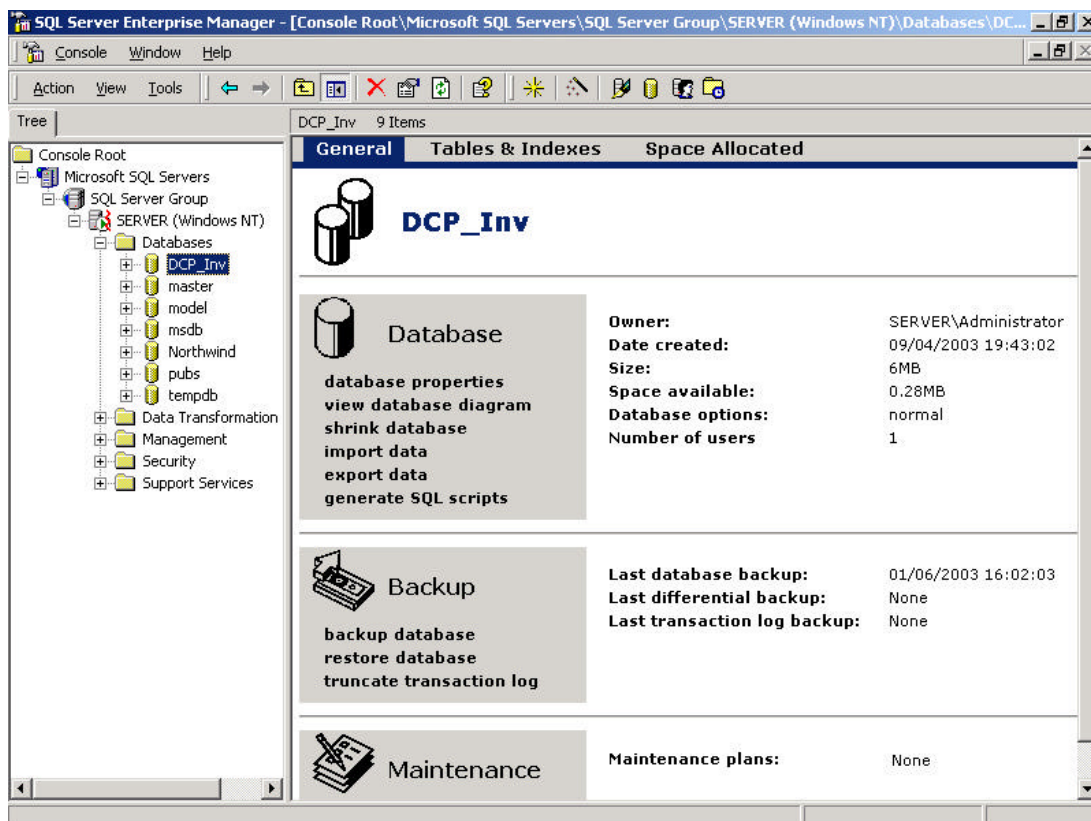 SQL Server Enterprise Manager - [Console Root\Microsoft SQL Servers\SQL Server Group\SERVER (Windows NT)\Databases\DC...
Console Window Help
Action View Tools
Tree
DCP_Inv 9 Items
Console Root
Microsoft SQL Servers
SQL Server Group
SERVER (Windows NT)
Databases
DCP_Inv
master
model
msdb
Northwind
pubs
tempdb
Data Transformation
Management
Security
Support Services
General Tables & Indexes Space Allocated
DCP_Inv
Database
database properties
view database diagram
shrink database
import data
export data
generate SQL scripts
Owner: SERVER\Administrator
Date created: 09/04/2003 19:43:02
Size: 6MB
Space available: 0.28MB
Database options: normal
Number of users 1
Backup
backup database
restore database
truncate transaction log
Last database backup: 01/06/2003 16:02:03
Last differential backup: None
Last transaction log backup: None
Maintenance
Maintenance plans: None